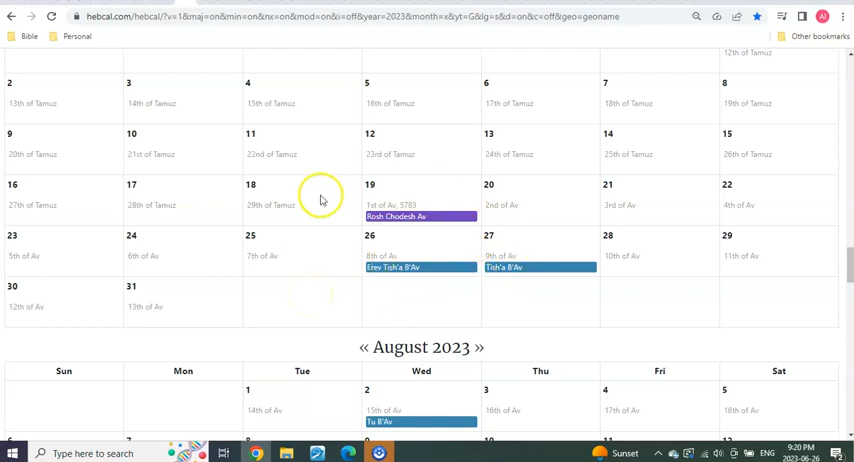 hebcal.com/hebcal/?v=1&maj=on&min=on&nx=on&mod=on&i=off&year=2023&month=x&yt=G&lg=s&d=on&c=off&geo=geoname
AI
Bible Personal Other bookmarks
12th of Tamuz
2 3 4 5 6 7 8
13th of Tamuz 14th of Tamuz 15th of Tamuz 16th of Tamuz 17th of Tamuz 18th of Tamuz 19th of Tamuz
9 10 11 12 13 14 15
20th of Tamuz 21st of Tamuz 22nd of Tamuz 23rd of Tamuz 24th of Tamuz 25th of Tamuz 26th of Tamuz
16 17 18 19 20 21 22
27th of Tamuz 28th of Tamuz 29th of Tamuz 1st of Av, 5783 2nd of Av 3rd of Av 4th of Av
Rosh Chodesh Av
23 24 25 26 27 28 29
5th of Av 6th of Av 7th of Av 8th of Av 9th of Av 10th of Av 11th of Av
Erev Tish'a B'Av Tish'a B'Av
30 31
12th of Av 13th of Av
« August 2023 »
Sun Mon Tue Wed Thu Fri Sat
1 2 3 4 5
14th of Av 15th of Av 16th of Av 17th of Av 18th of Av
Tu B'Av
Type here to search
Sunset
ENG
9:20 PM
2023-06-26
2